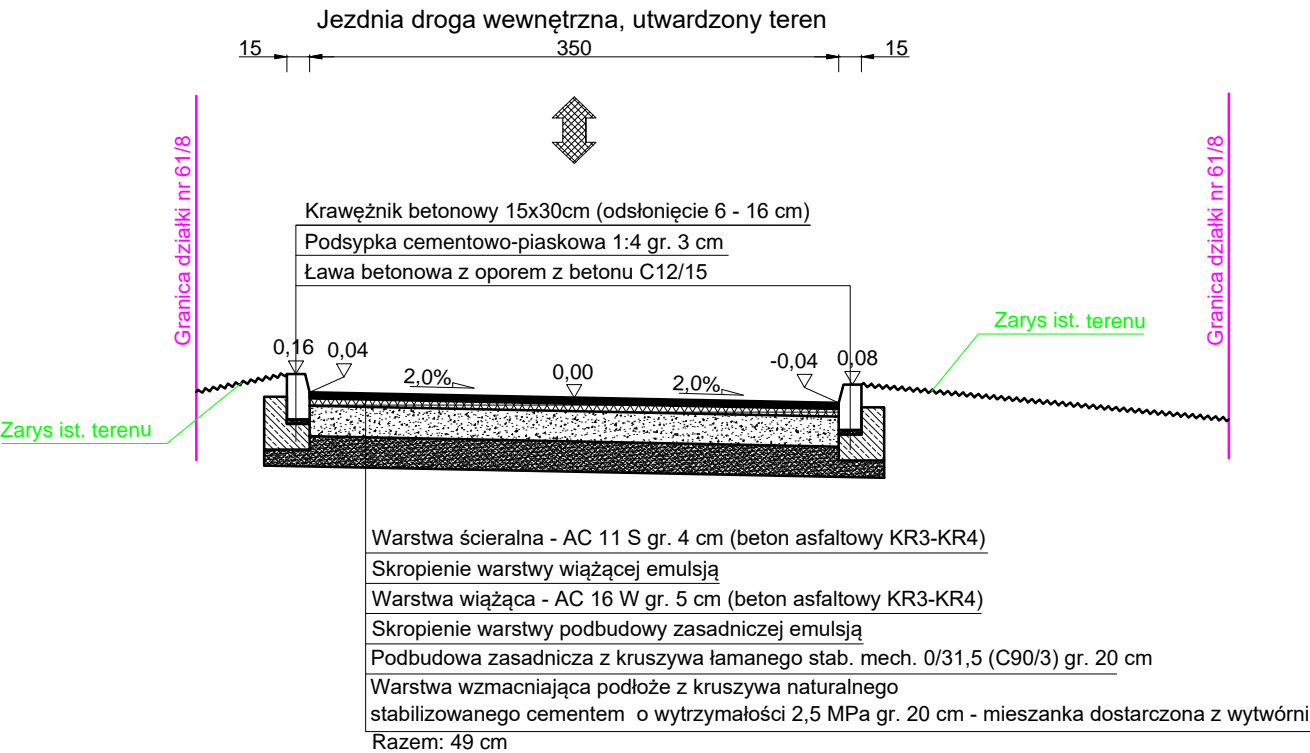 Jezdnia droga wewnętrzna, utwardzony teren
15 350 15
Granica działki nr 61/8
Granica działki nr 61/8
Krawężnik betonowy 15x30cm (odsłonięcie 6 - 16 cm)
Podsypka cementowo-piaskowa 1:4 gr. 3 cm
Ława betonowa z oporem z betonu C12/15
Zarys ist. terenu
0,16 0,04 2,0% 0,00 2,0% -0,04 0,08
Zarys ist. terenu
Warstwa ścieralna - AC 11 S gr. 4 cm (beton asfaltowy KR3-KR4)
Skropienie warstwy wiążącej emulsją
Warstwa wiążąca - AC 16 W gr. 5 cm (beton asfaltowy KR3-KR4)
Skropienie warstwy podbudowy zasadniczej emulsją
Podbudowa zasadnicza z kruszywa łamanego stab. mech. 0/31,5 (C90/3) gr. 20 cm
Warstwa wzmacniająca podłoże z kruszywa naturalnego
stabilizowanego cementem o wytrzymałości 2,5 MPa gr. 20 cm - mieszanka dostarczona z wytwórni
Razem: 49 cm